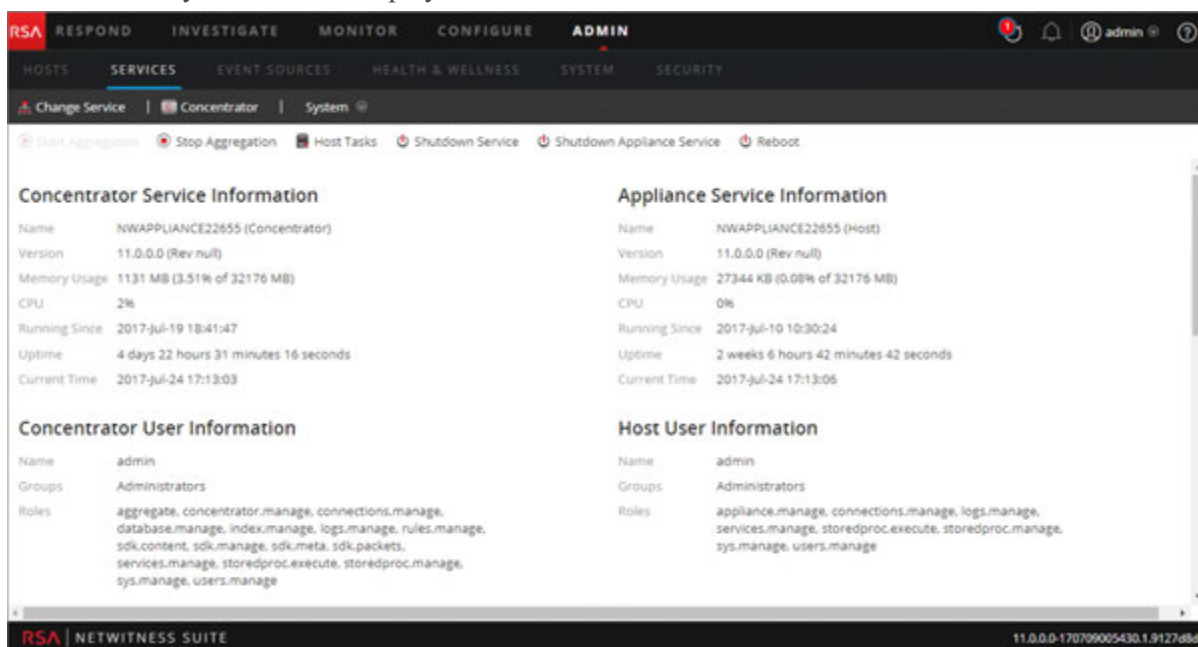 RSA RESPOND INVESTIGATE MONITOR CONFIGURE ADMIN 1 admin
HOSTS SERVICES EVENT SOURCES HEALTH & WELLNESS SYSTEM SECURITY
Change Service | Concentrator | System
Start Aggregation Stop Aggregation Host Tasks Shutdown Service Shutdown Appliance Service Reboot
Concentrator Service Information
Name NWAPPLIANCE22655 (Concentrator)
Version 11.0.0.0 (Rev null)
Memory Usage 1131 MB (3.51% of 32176 MB)
CPU 2%
Running Since 2017-Jul-19 18:41:47
Uptime 4 days 22 hours 31 minutes 16 seconds
Current Time 2017-Jul-24 17:13:03
Appliance Service Information
Name NWAPPLIANCE22655 (Host)
Version 11.0.0.0 (Rev null)
Memory Usage 27344 KB (0.08% of 32176 MB)
CPU 0%
Running Since 2017-Jul-10 10:30:24
Uptime 2 weeks 6 hours 42 minutes 42 seconds
Current Time 2017-Jul-24 17:13:06
Concentrator User Information
Name admin
Groups Administrators
Roles aggregate, concentrator.manage, connections.manage,
database.manage, index.manage, logs.manage, rules.manage,
sdk.content, sdk.manage, sdk.meta, sdk.packets,
services.manage, storedproc.execute, storedproc.manage,
sys.manage, users.manage
Host User Information
Name admin
Groups Administrators
Roles appliance.manage, connections.manage, logs.manage,
services.manage, storedproc.execute, storedproc.manage,
sys.manage, users.manage
RSA | NETWITNESS SUITE 11.0.0.0-170709005430.1.9127d8d